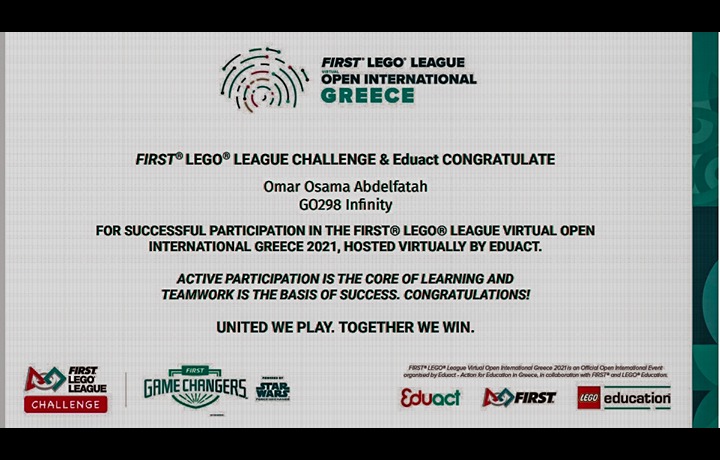 FIRST® LEGO® LEAGUE
VIRTUAL
OPEN INTERNATIONAL
GREECE
FIRST® LEGO® LEAGUE CHALLENGE & Eduact CONGRATULATE
Omar Osama Abdelfatah
GO298 Infinity
FOR SUCCESSFUL PARTICIPATION IN THE FIRST® LEGO® LEAGUE VIRTUAL OPEN
INTERNATIONAL GREECE 2021, HOSTED VIRTUALLY BY EDUACT.
ACTIVE PARTICIPATION IS THE CORE OF LEARNING AND
TEAMWORK IS THE BASIS OF SUCCESS. CONGRATULATIONS!
UNITED WE PLAY. TOGETHER WE WIN.
FIRST® LEGO® League Virtual Open International Greece 2021 is an Official Open International Event
organised by Eduact - Action for Education in Greece, in collaboration with FIRST® and LEGO® Education.
FIRST®
LEGO®
LEAGUE
CHALLENGE
FIRST
GAME CHANGERS
POWERED BY
STAR
WARS
Eduact
FIRST
LEGO education